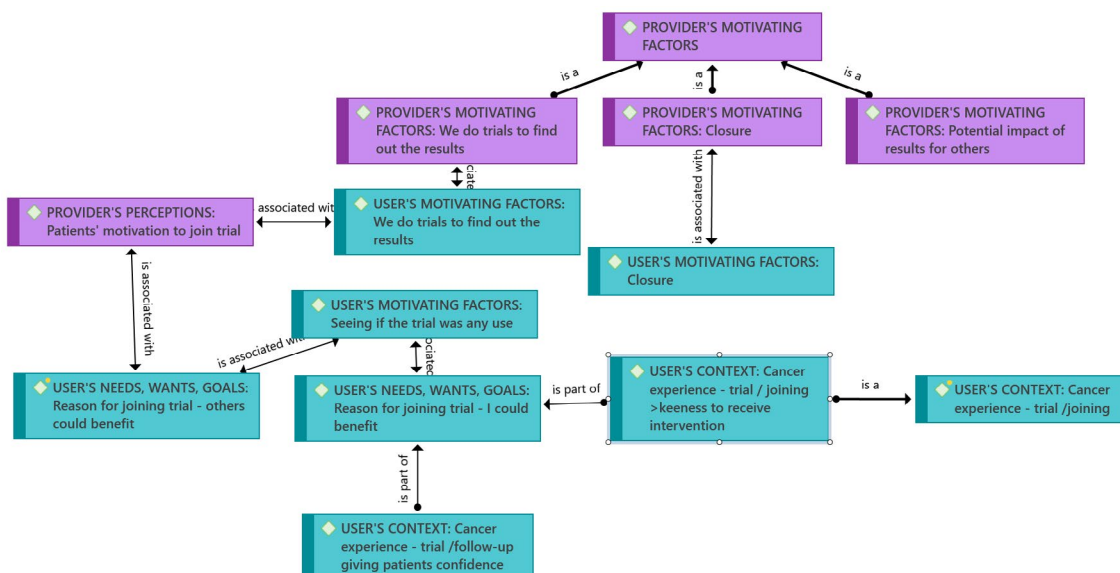 PROVIDER'S MOTIVATING
FACTORS
is a
is a
is a
PROVIDER'S MOTIVATING
FACTORS: We do trials to find
out the results
PROVIDER'S MOTIVATING
FACTORS: Closure
PROVIDER'S MOTIVATING
FACTORS: Potential impact of
results for others
PROVIDER'S PERCEPTIONS:
Patients' motivation to join trial
associated
USER'S MOTIVATING FACTORS:
We do trials to find out the
results
is associated with
USER'S MOTIVATING FACTORS:
Closure
is associated with
USER'S MOTIVATING FACTORS:
Seeing if the trial was any use
is associated
USER'S NEEDS, WANTS, GOALS:
Reason for joining trial - others
could benefit
USER'S NEEDS, WANTS, GOALS:
Reason for joining trial - I could
benefit
is part of
USER'S CONTEXT: Cancer
experience - trial / joining
>keeness to receive
intervention
is a
USER'S CONTEXT: Cancer
experience - trial /joining
is part of
USER'S CONTEXT: Cancer
experience - trial /follow-up
giving patients confidence